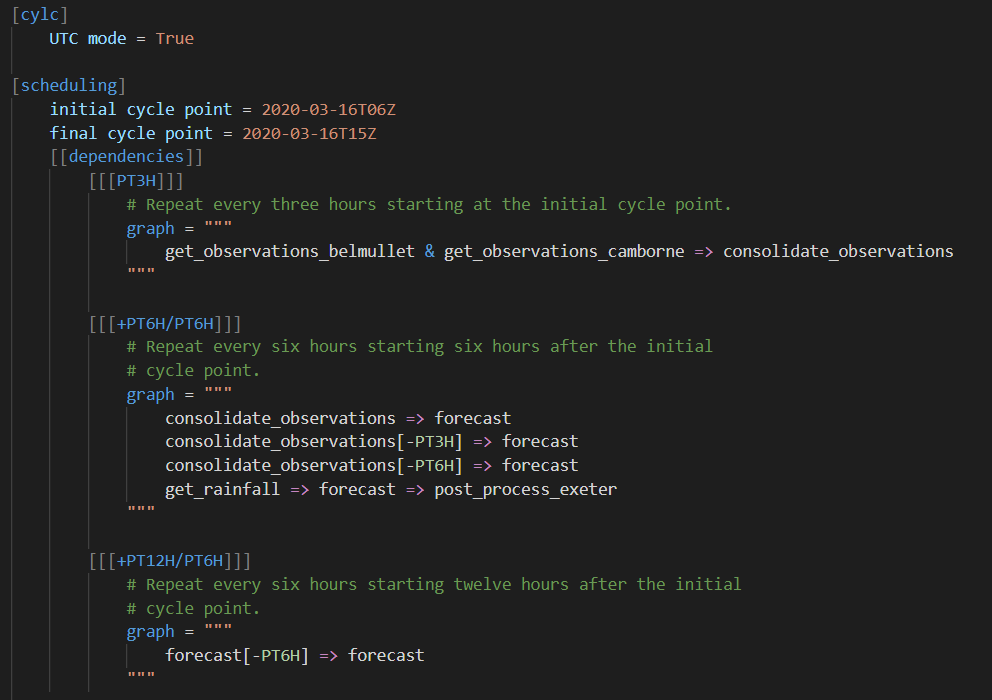 [cylc]
    UTC mode = True

[scheduling]
    initial cycle point = 2020-03-16T06Z
    final cycle point = 2020-03-16T15Z
    [[dependencies]]
        [[[PT3H]]]
            # Repeat every three hours starting at the initial cycle point.
            graph = """
                get_observations_belmullet & get_observations_camborne => consolidate_observations
            """

        [[[+PT6H/PT6H]]]
            # Repeat every six hours starting six hours after the initial
            # cycle point.
            graph = """
                consolidate_observations => forecast
                consolidate_observations[-PT3H] => forecast
                consolidate_observations[-PT6H] => forecast
                get_rainfall => forecast => post_process_exeter
            """

        [[[+PT12H/PT6H]]]
            # Repeat every six hours starting twelve hours after the initial
            # cycle point.
            graph = """
                forecast[-PT6H] => forecast
            """